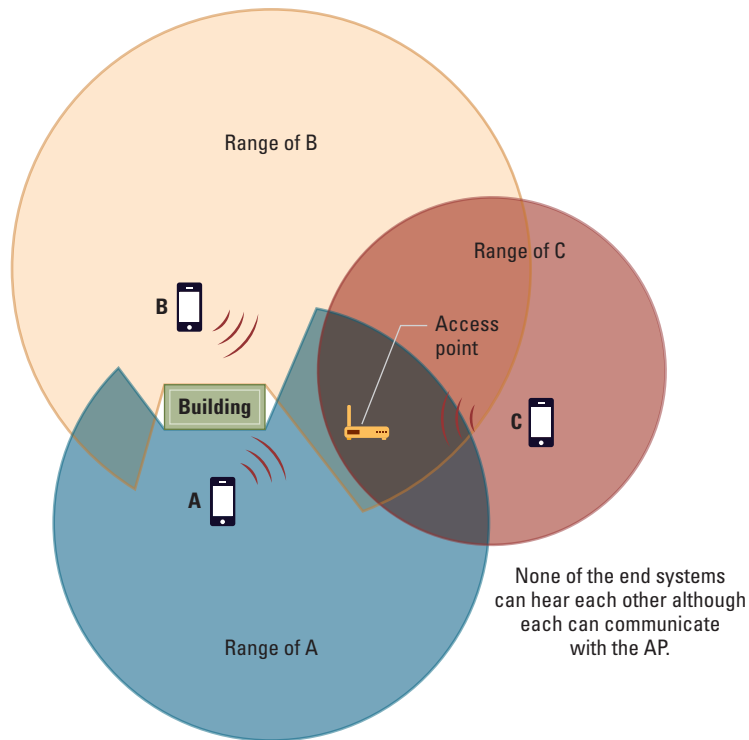 Range of B
Range of C
B
Access
point
Building
C
A
None of the end systems
can hear each other although
each can communicate
with the AP.
Range of A